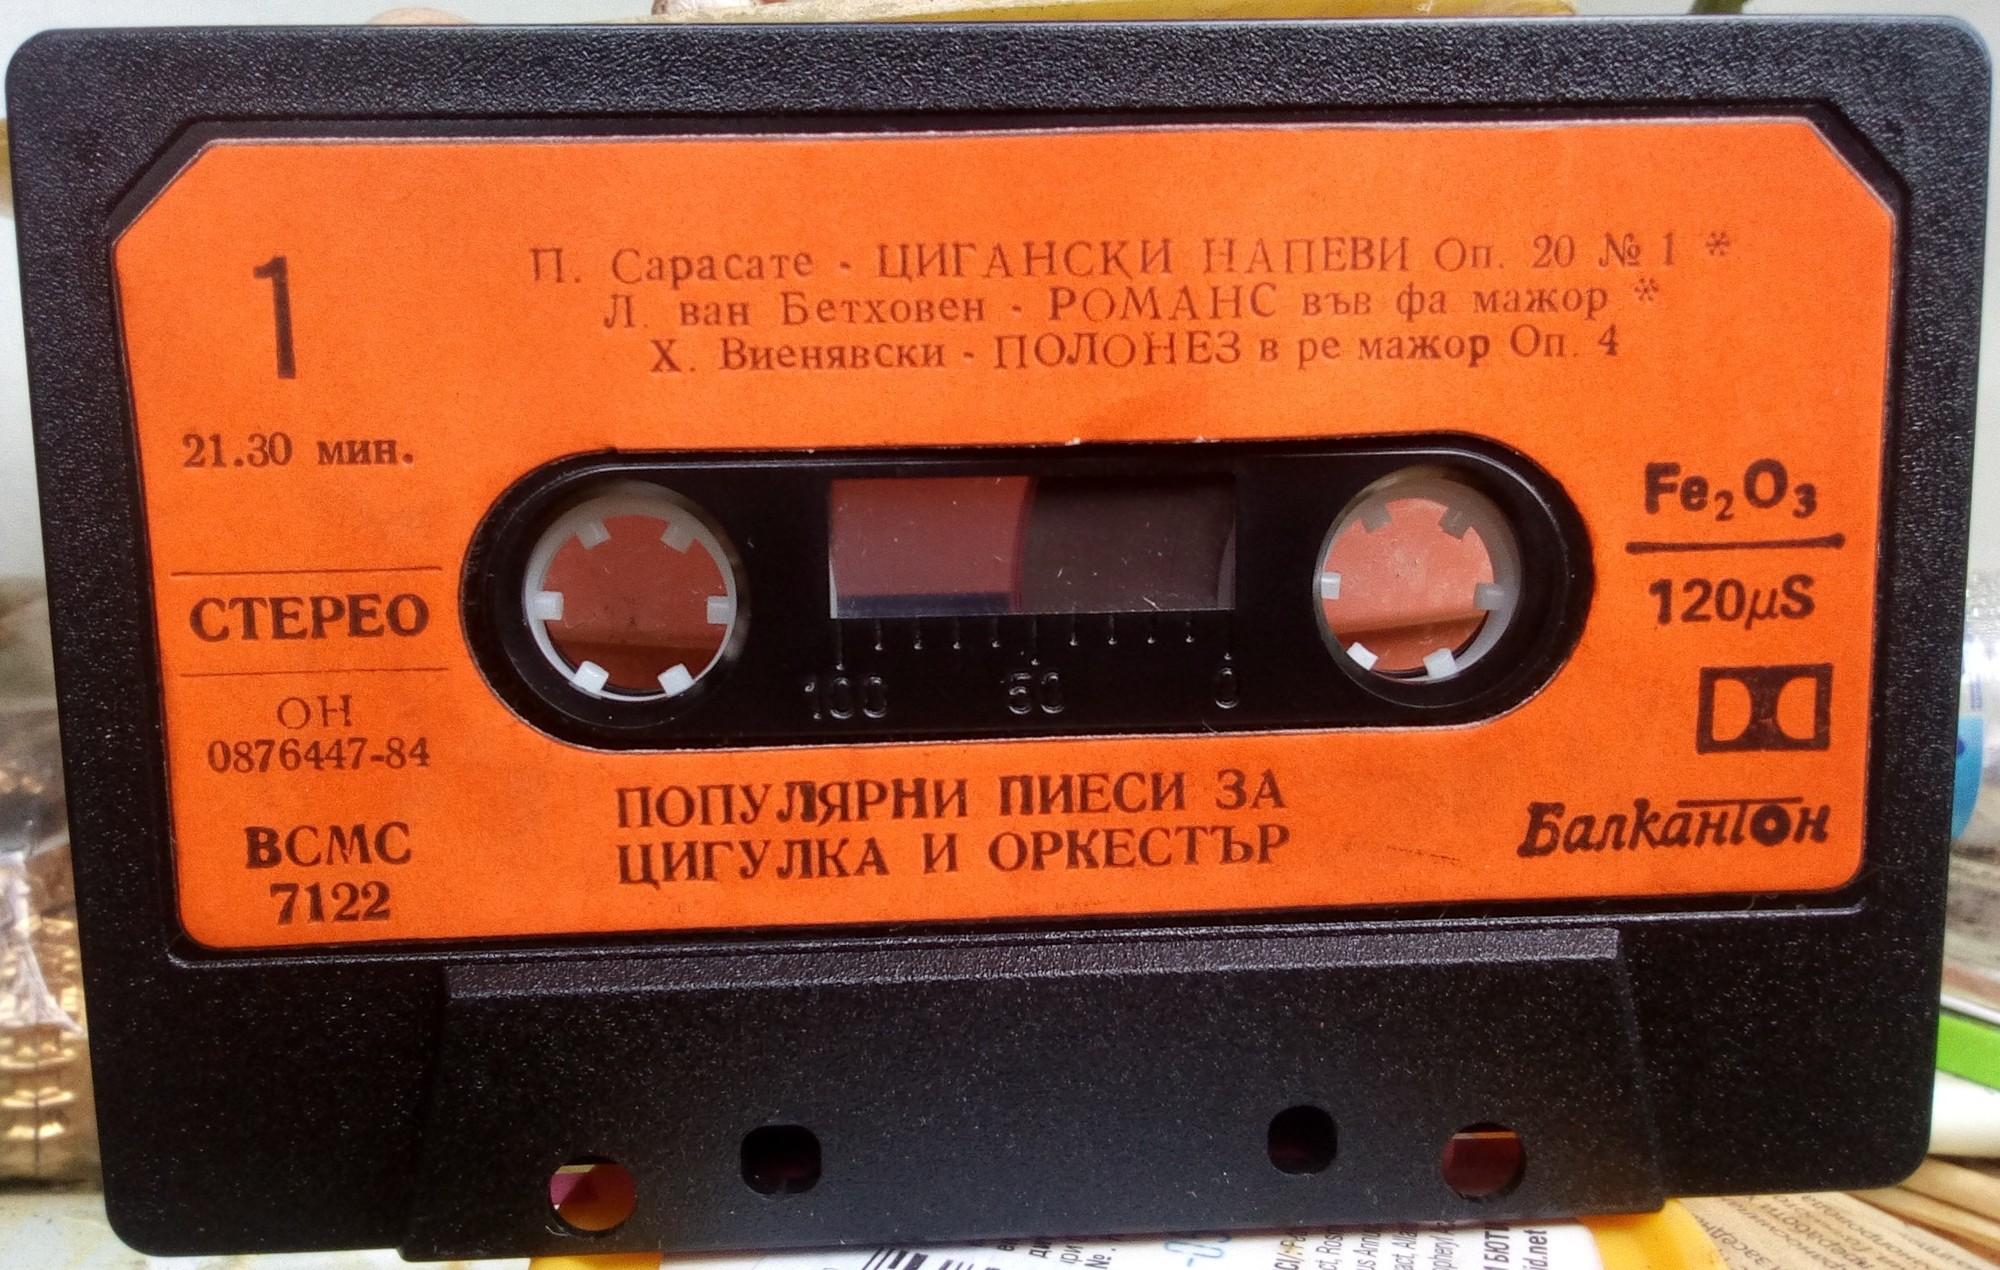 1
П. Сарасате - ЦИГАНСКИ НАПЕВИ Оп. 20 № 1 *
Л. ван Бетховен - РОМАНС във фа мажор *
Х. Виенявски - ПОЛОНЕЗ в ре мажор Оп. 4
21.30 мин.
СТЕРЕО
ОН
0876447-84
ВСМС
7122
100 50 0
Fe₂O₃
120µS
ПОПУЛЯРНИ ПИЕСИ ЗА
ЦИГУЛКА И ОРКЕСТЪР
Балкантон